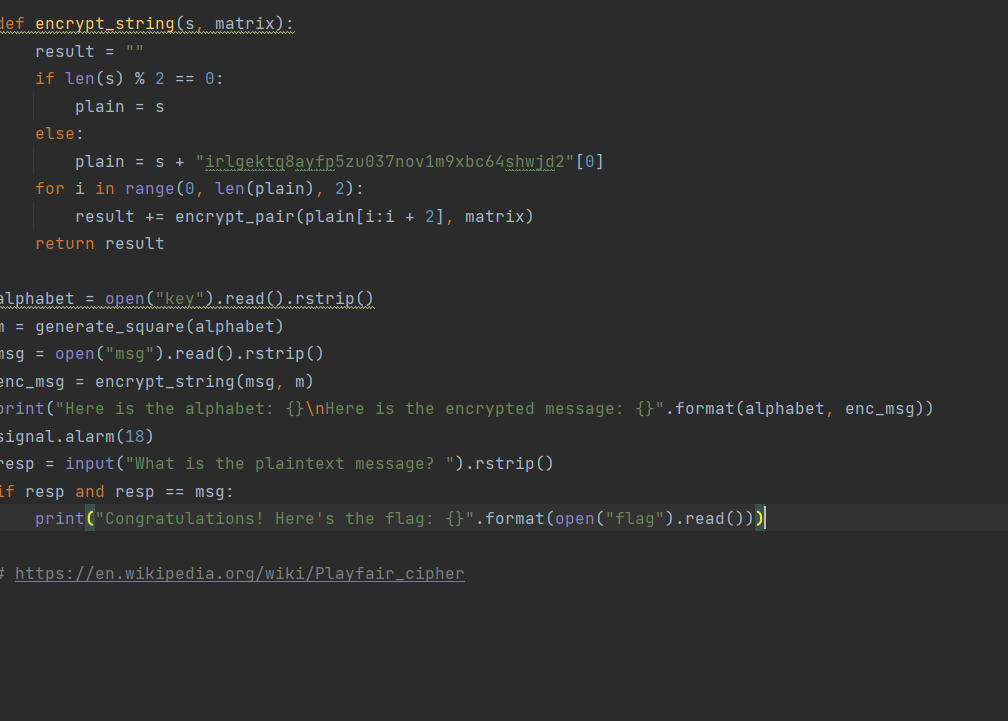 def encrypt_string(s, matrix):
    result = ""
    if len(s) % 2 == 0:
        plain = s
    else:
        plain = s + "irlgektq8ayfp5zu037nov1m9xbc64shwjd2"[0]
    for i in range(0, len(plain), 2):
        result += encrypt_pair(plain[i:i + 2], matrix)
    return result

alphabet = open("key").read().rstrip()
m = generate_square(alphabet)
msg = open("msg").read().rstrip()
enc_msg = encrypt_string(msg, m)
print("Here is the alphabet: {}\nHere is the encrypted message: {}".format(alphabet, enc_msg))
signal.alarm(18)
resp = input("What is the plaintext message? ").rstrip()
if resp and resp == msg:
    print("Congratulations! Here's the flag: {}".format(open("flag").read()))

# https://en.wikipedia.org/wiki/Playfair_cipher